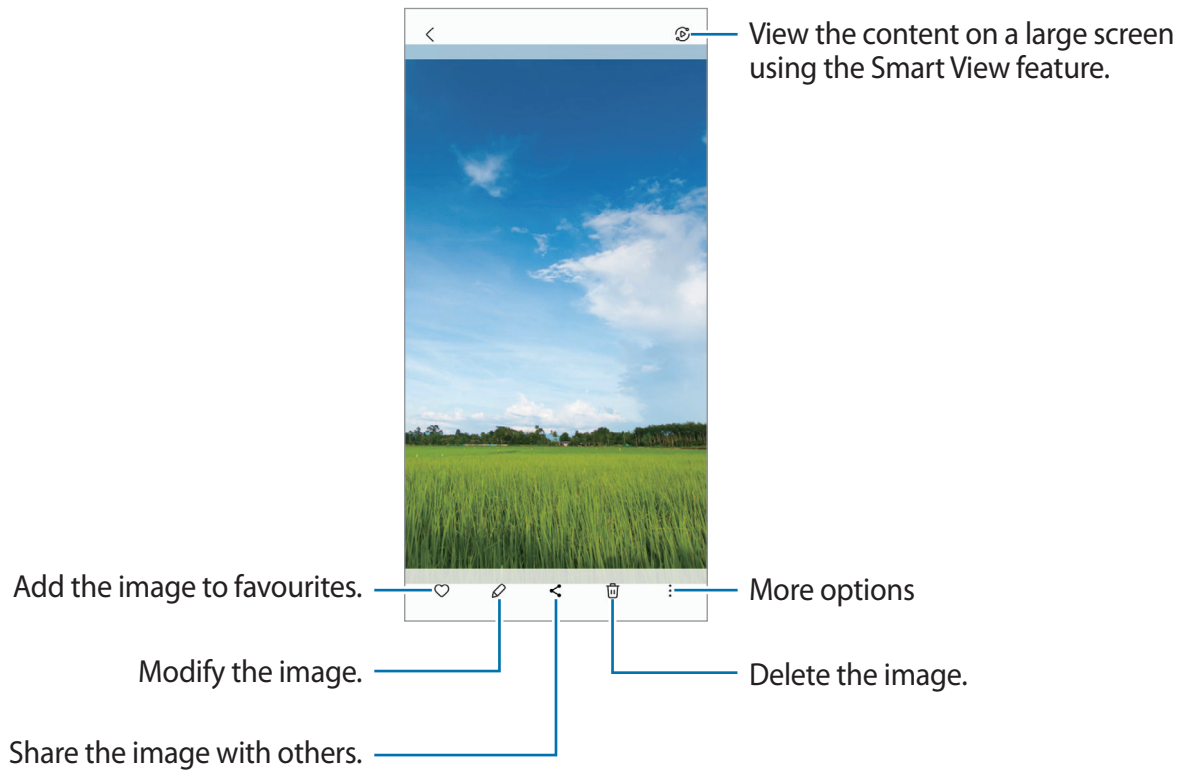 View the content on a large screen
using the Smart View feature.
Add the image to favourites.
More options
Modify the image.
Delete the image.
Share the image with others.